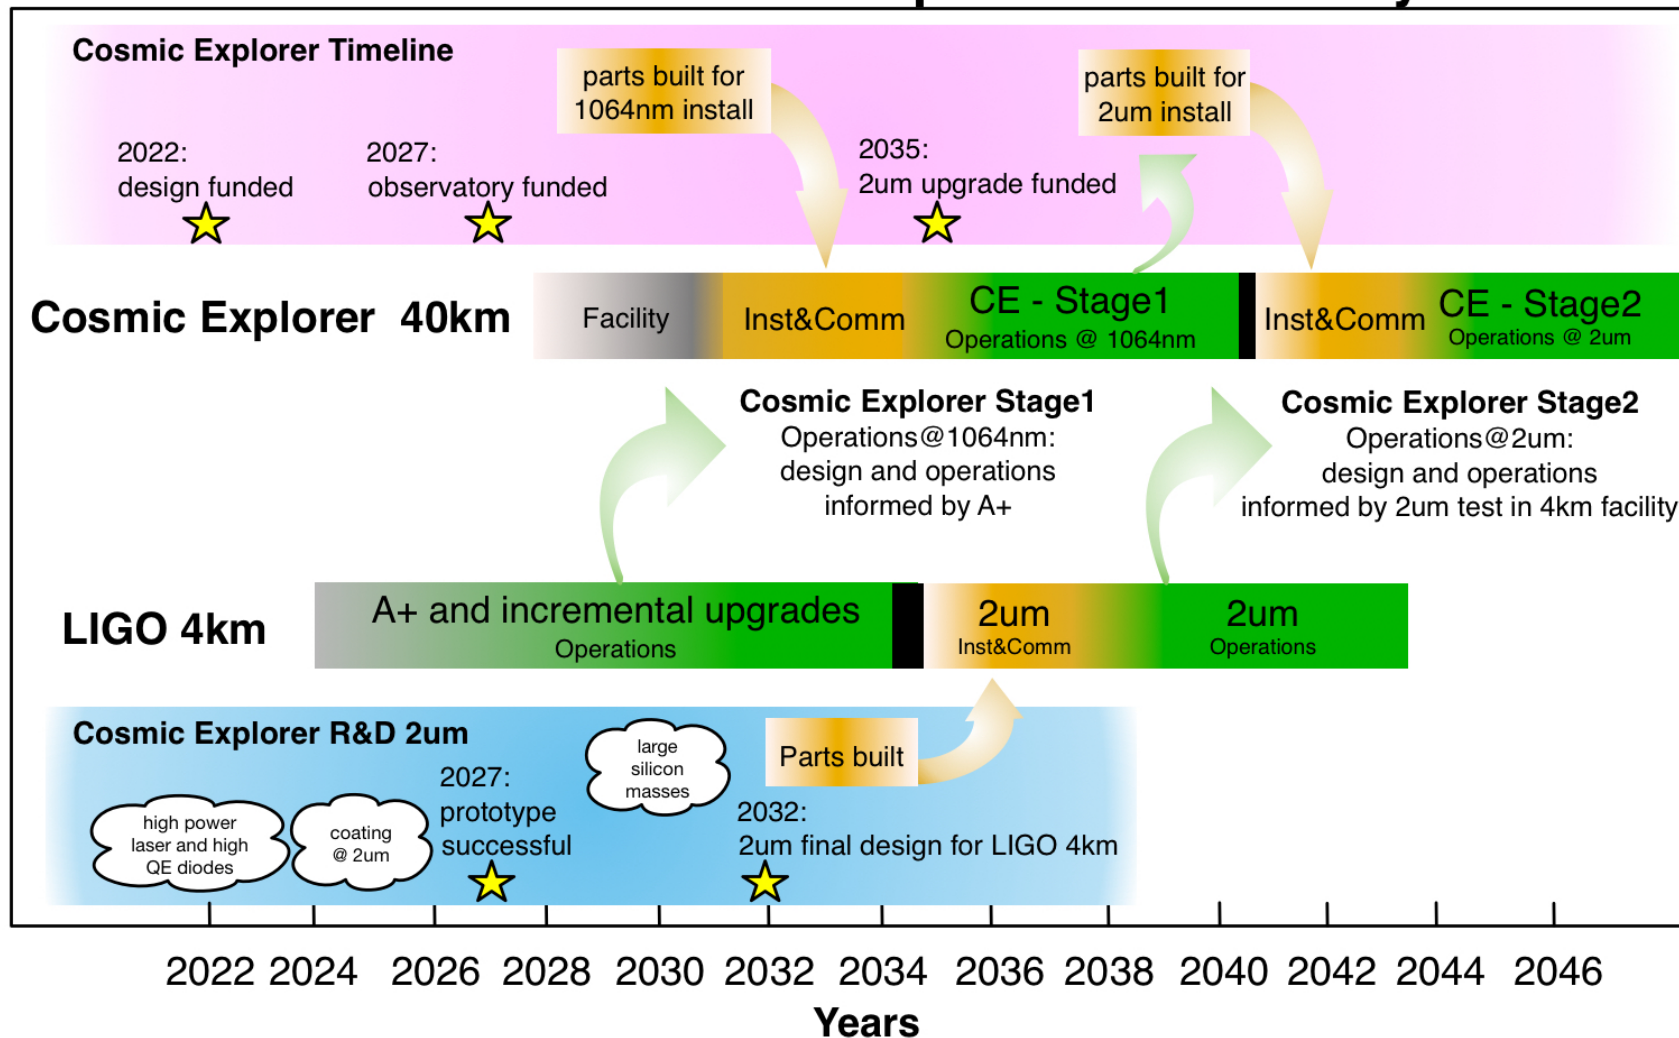 Cosmic Explorer Timeline
parts built for
1064nm install
parts built for
2um install
2022:
design funded
2027:
observatory funded
2035:
2um upgrade funded
Cosmic Explorer 40km
Facility
Inst&Comm
CE - Stage1
Operations @ 1064nm
Inst&Comm
CE - Stage2
Operations @ 2um
Cosmic Explorer Stage1
Operations@1064nm:
design and operations
informed by A+
Cosmic Explorer Stage2
Operations@2um:
design and operations
informed by 2um test in 4km facility
LIGO 4km
A+ and incremental upgrades
Operations
2um
Inst&Comm
2um
Operations
Cosmic Explorer R&D 2um
large
silicon
masses
Parts built
2027:
prototype
successful
2032:
2um final design for LIGO 4km
high power
laser and high
QE diodes
coating
@ 2um
2022 2024 2026 2028 2030 2032 2034 2036 2038 2040 2042 2044 2046
Years